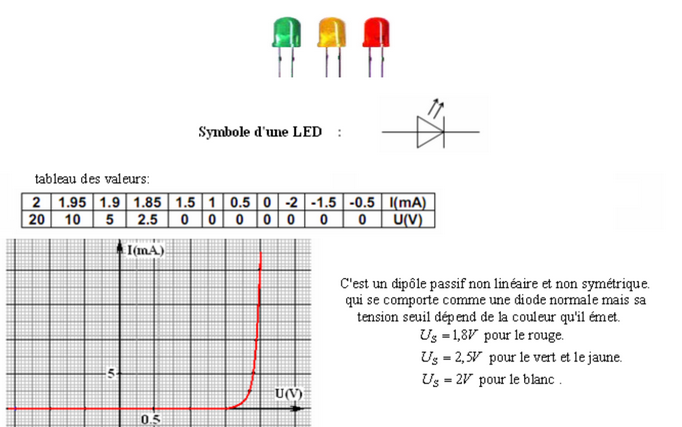 Symbole d'une LED :
tableau des valeurs:
2 1.95 1.9 1.85 1.5 1 0.5 0 -2 -1.5 -0.5 I(mA)
20 10 5 2.5 0 0 0 0 0 0 0 U(V)
I(mA)
5
U(V)
0.5
C'est un dipôle passif non linéaire et non symétrique.
qui se comporte comme une diode normale mais sa
tension seuil dépend de la couleur qu'il émet.
U_S = 1,8V pour le rouge.
U_S = 2,5V pour le vert et le jaune.
U_S = 2V pour le blanc .